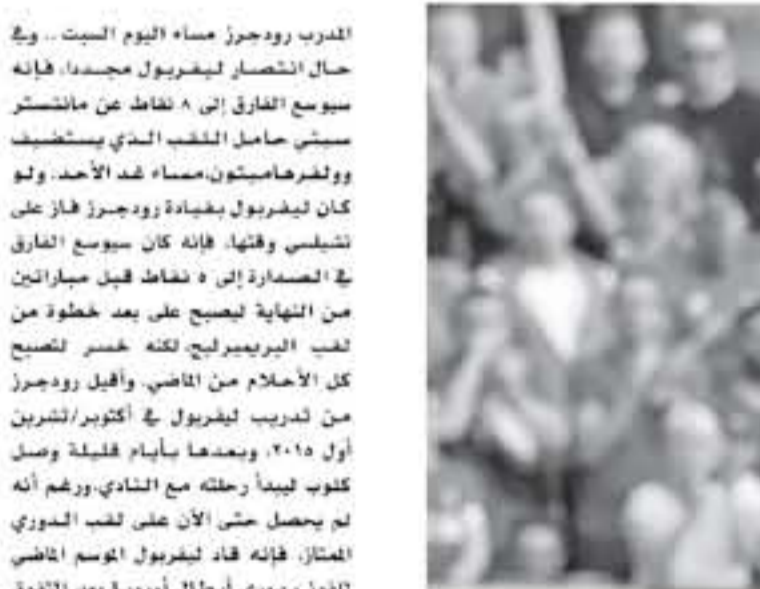 المدرب رودجرز مساء اليوم السبت .. وفي
حال انتصار ليفربول مجددا، فإنه
سيوسع الفارق إلى ٨ نقاط عن مانشستر
سيتي حامل اللقب الذي يستضيف
وولفرهامبتون،مساء غد الأحد. ولو
كان ليفربول بقيادة رودجرز فاز على
تشيلسي وقتها، فإنه كان سيوسع الفارق
في الصدارة إلى ٥ نقاط قبل مباراتين
من النهاية ليصبح على بعد خطوة من
لقب البريميرليج،لكنه خسر لتصبح
كل الأحلام من الماضي. وأقيل رودجرز
من تدريب ليفربول في أكتوبر/تشرين
أول ٢٠١٥، وبعدها بأيام قليلة وصل
كلوب ليبدأ رحلته مع النادي.ورغم أنه
لم يحصل حتى الآن على لقب الدوري
الممتاز، فإنه قاد ليفربول الموسم الماضي